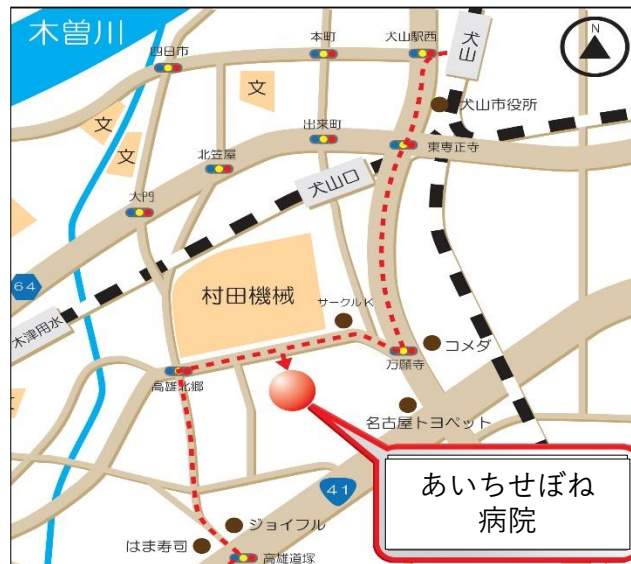 木曽川
四日市
本町
犬山駅西
犬山
N
文
犬山市役所
文
出来町
東専正寺
文
北笠屋
犬山口
大門
64
村田機械
サークルK
木津用水
コメダ
万願寺
高雄北郷
文
名古屋トヨペット
41
あいちせぼね
病院
ジョイフル
はま寿司
高雄道塚